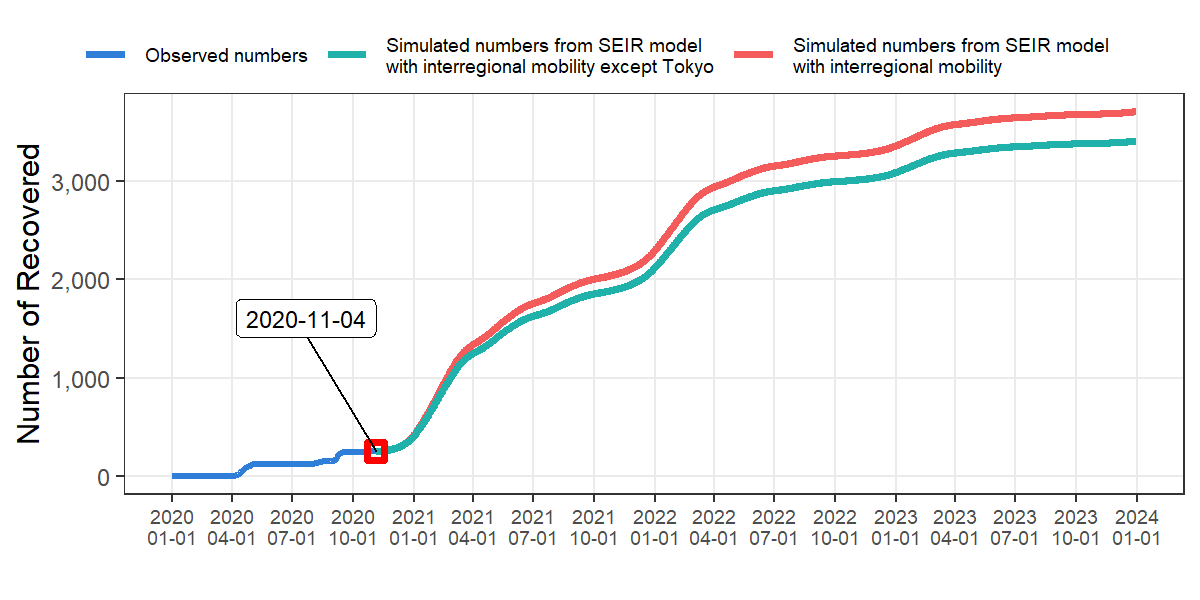 Observed numbers
Simulated numbers from SEIR model
with interregional mobility except Tokyo
Simulated numbers from SEIR model
with interregional mobility
Number of Recovered
3,000
2,000
1,000
0
2020-11-04
2020 2020 2020 2020 2021 2021 2021 2021 2022 2022 2022 2022 2023 2023 2023 2023 2024
01-01 04-01 07-01 10-01 01-01 04-01 07-01 10-01 01-01 04-01 07-01 10-01 01-01 04-01 07-01 10-01 01-01